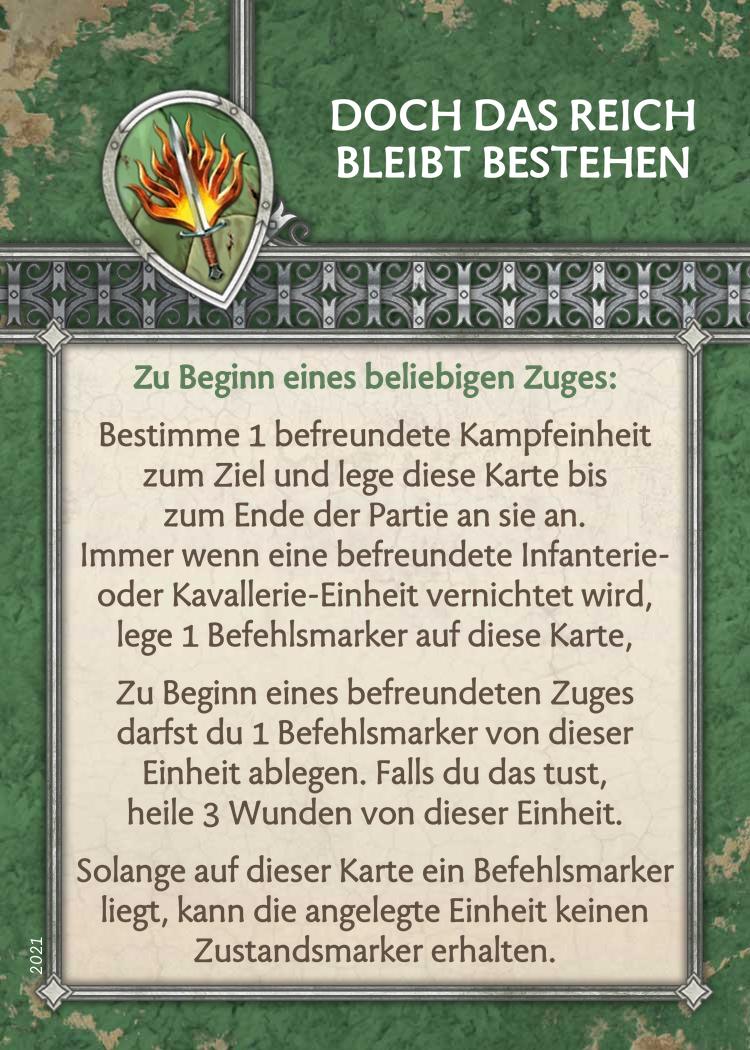 DOCH DAS REICH
BLEIBT BESTEHEN
Zu Beginn eines beliebigen Zuges:
Bestimme 1 befreundete Kampfeinheit
zum Ziel und lege diese Karte bis
zum Ende der Partie an sie an.
Immer wenn eine befreundete Infanterie-
oder Kavallerie-Einheit vernichtet wird,
lege 1 Befehlsmarker auf diese Karte,
Zu Beginn eines befreundeten Zuges
darfst du 1 Befehlsmarker von dieser
Einheit ablegen. Falls du das tust,
heile 3 Wunden von dieser Einheit.
Solange auf dieser Karte ein Befehlsmarker
liegt, kann die angelegte Einheit keinen
Zustandsmarker erhalten.
2021